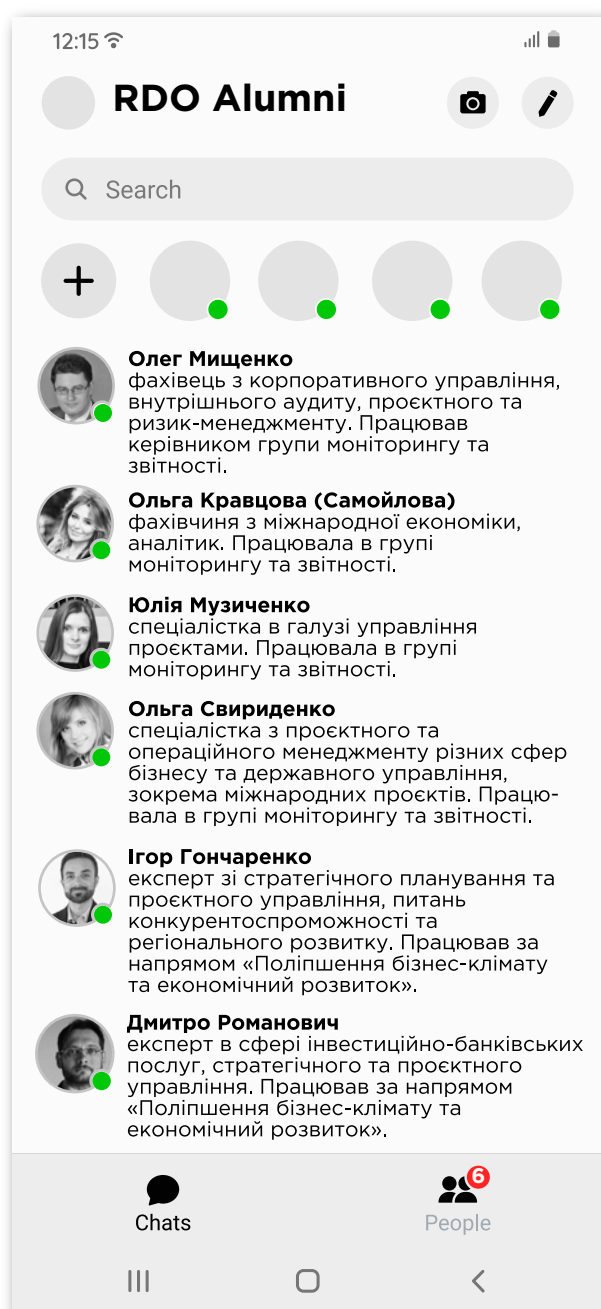 12:15
RDO Alumni
Search
Олег Мищенко
фахівець з корпоративного управління,
внутрішнього аудиту, проєктного та
ризик-менеджменту. Працював
керівником групи моніторингу та
звітності.
Ольга Кравцова (Самойлова)
фахівчиня з міжнародної економіки,
аналітик. Працювала в групі
моніторингу та звітності.
Юлія Музиченко
спеціалістка в галузі управління
проєктами. Працювала в групі
моніторингу та звітності.
Ольга Свириденко
спеціалістка з проєктного та
операційного менеджменту різних сфер
бізнесу та державного управління,
зокрема міжнародних проєктів. Працю-
вала в групі моніторингу та звітності.
Ігор Гончаренко
експерт зі стратегічного планування та
проєктного управління, питань
конкурентоспроможності та
регіонального розвитку. Працював за
напрямом «Поліпшення бізнес-клімату
та економічний розвиток».
Дмитро Романович
експерт в сфері інвестиційно-банківських
послуг, стратегічного та проєктного
управління. Працював за напрямом
«Поліпшення бізнес-клімату та
економічний розвиток».
6
Chats
People